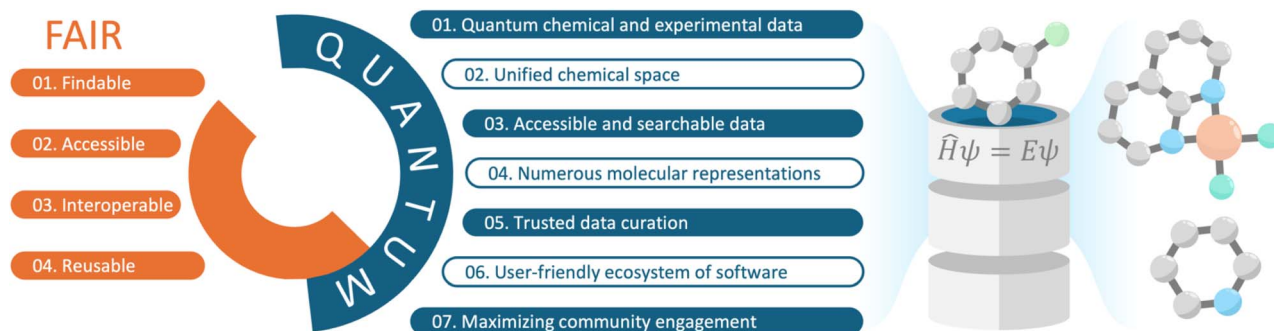 FAIR
01. Findable
02. Accessible
03. Interoperable
04. Reusable
QUANTUM
01. Quantum chemical and experimental data
02. Unified chemical space
03. Accessible and searchable data
04. Numerous molecular representations
05. Trusted data curation
06. User-friendly ecosystem of software
07. Maximizing community engagement
Ĥψ = Eψ